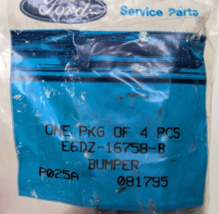 Ford
Service Parts
ONE PKG OF 4 PCS
E6DZ-16758-B
BUMPER
P025A 081795